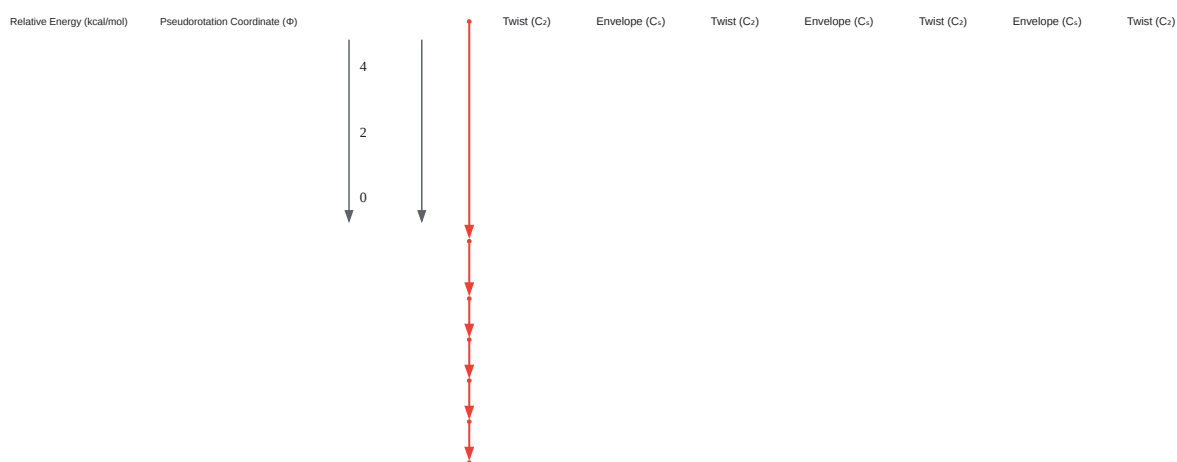 Relative Energy (kcal/mol)
Pseudorotation Coordinate (Φ)
Twist (C₂)
Envelope (Cₛ)
Twist (C₂)
Envelope (Cₛ)
Twist (C₂)
Envelope (Cₛ)
Twist (C₂)
4
2
0